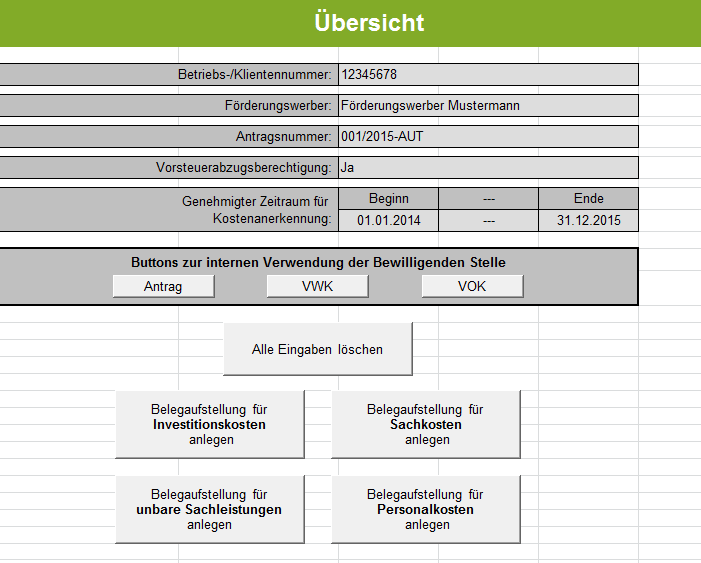 Übersicht
Betriebs-/Klientennummer: 12345678
Förderungswerber: Förderungswerber Mustermann
Antragsnummer: 001/2015-AUT
Vorsteuerabzugsberechtigung: Ja
Genehmigter Zeitraum für
Kostenanerkennung:
Beginn --- Ende
01.01.2014 --- 31.12.2015
Buttons zur internen Verwendung der Bewilligenden Stelle
Antrag VWK VOK
Alle Eingaben löschen
Belegaufstellung für
Investitionskosten
anlegen
Belegaufstellung für
Sachkosten
anlegen
Belegaufstellung für
unbare Sachleistungen
anlegen
Belegaufstellung für
Personalkosten
anlegen